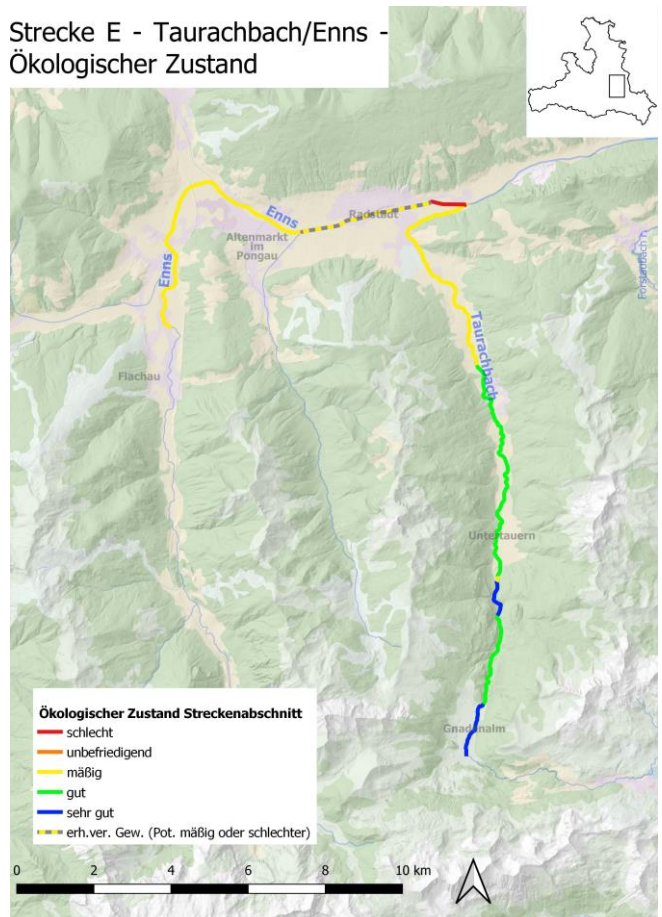 Strecke E - Taurachbach/Enns -
Ökologischer Zustand
Enns
Radstadt
Altenmarkt
im
Pongau
Enns
Forstaubach
Taurachbach
Flachau
Untertauern
Gnadenalm
Ökologischer Zustand Streckenabschnitt
schlecht
unbefriedigend
mäßig
gut
sehr gut
erh.ver. Gew. (Pot. mäßig oder schlechter)
0 2 4 6 8 10 km